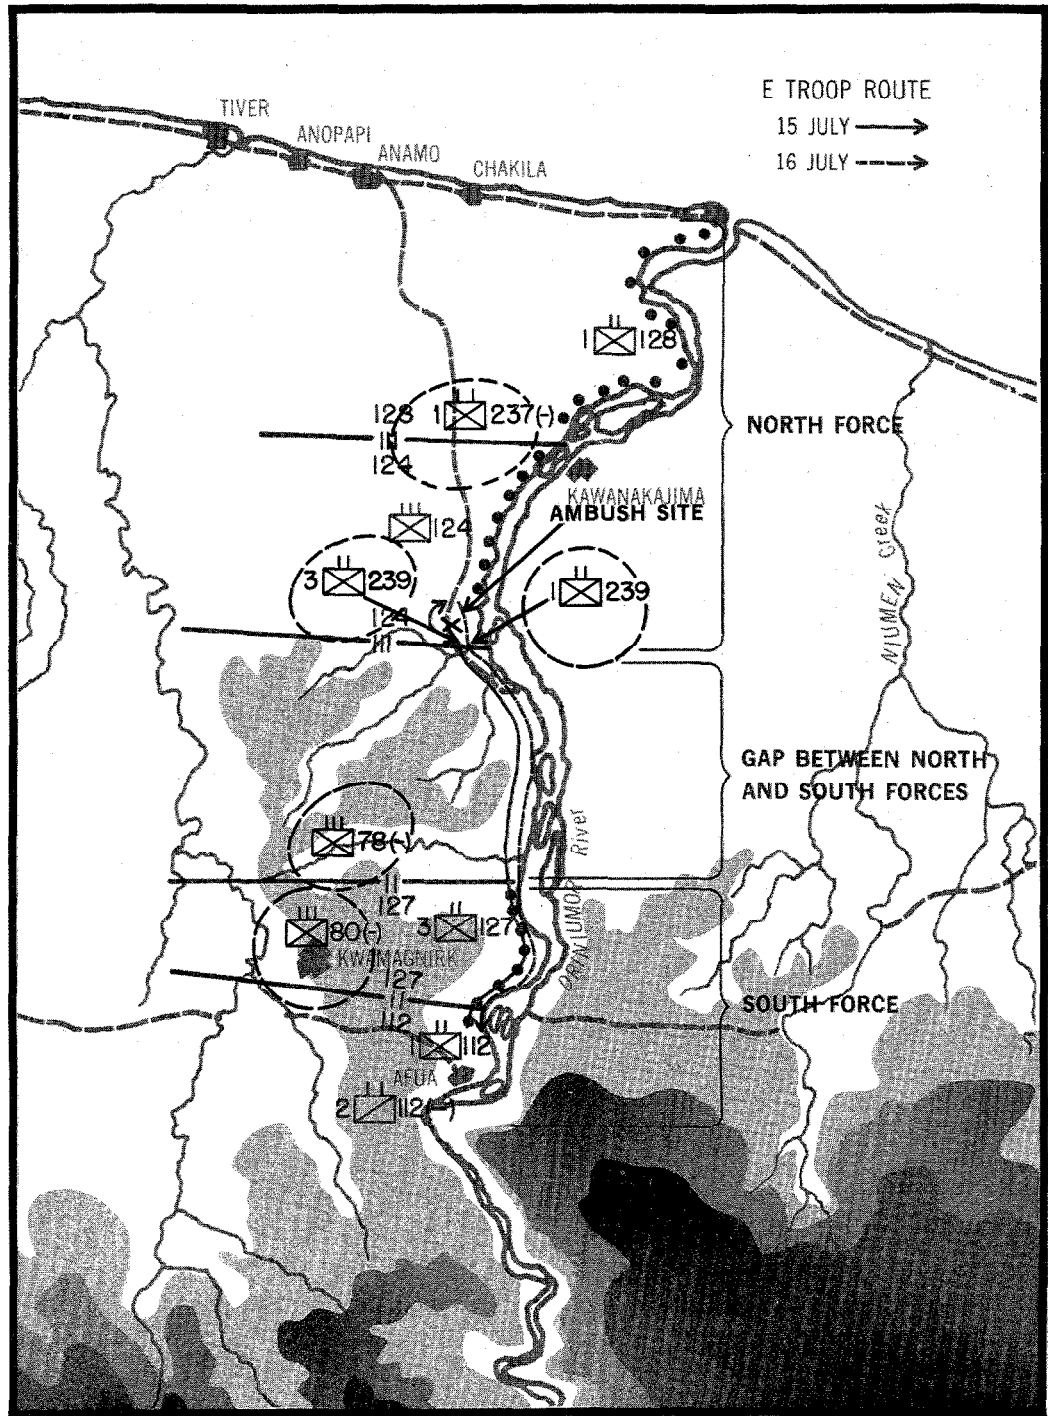 E TROOP ROUTE
15 JULY
16 JULY
TIVER
ANOPAPI
ANAMO
CHAKILA
1 128
NORTH FORCE
128
1 237(-)
124
KAWANAKAJIMA
AMBUSH SITE
124
3 239
1 239
124
NIUMEN Creek
GAP BETWEEN NORTH
AND SOUTH FORCES
78(-)
DRINIUMOR River
127
80(-)
3 127
KWAMAGNIRK
127
112
SOUTH FORCE
1 112
AFUA
2 112(-)